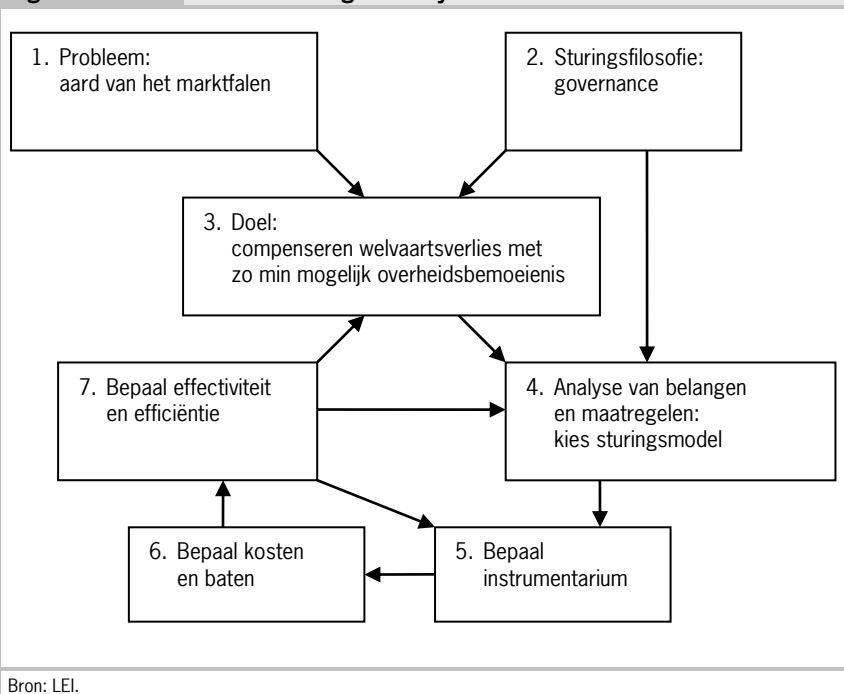 1. Probleem:
aard van het marktfalen
2. Sturingsfilosofie:
governance
3. Doel:
compenseren welvaartsverlies met
zo min mogelijk overheidsbemoeienis
7. Bepaal effectiviteit
en efficiëntie
4. Analyse van belangen
en maatregelen:
kies sturingsmodel
6. Bepaal kosten
en baten
5. Bepaal
instrumentarium
Bron: LEI.